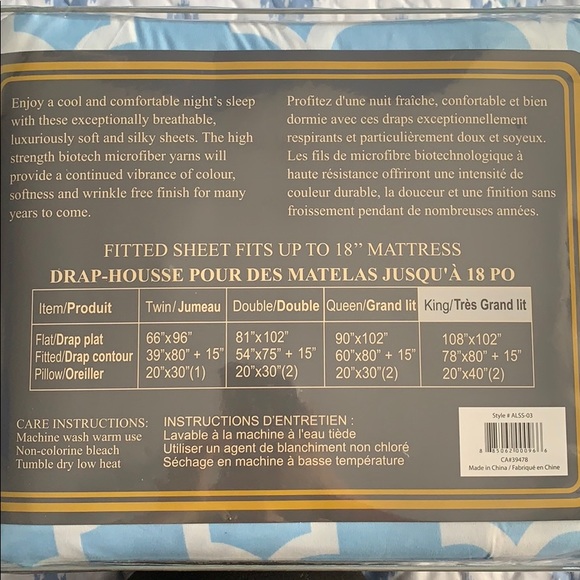 Enjoy a cool and comfortable night's sleep
with these exceptionally breathable,
luxuriously soft and silky sheets. The high
strength biotech microfiber yarns will
provide a continued vibrance of colour,
softness and wrinkle free finish for many
years to come.
Profitez d'une nuit fraîche, confortable et bien
dormie avec ces draps exceptionnellement
respirants et particulièrement doux et soyeux.
Les fils de microfibre biotechnologique à
haute résistance offriront une intensité de
couleur durable, la douceur et une finition sans
froissement pendant de nombreuses années.
FITTED SHEET FITS UP TO 18’’ MATTRESS
DRAP-HOUSSE POUR DES MATELAS JUSQU'À 18 PO
Item/Produit Twin/Jumeau Double/Double Queen/Grand lit King/Très Grand lit
Flat/Drap plat 66"x96" 81"x102" 90"x102" 108"x102"
Fitted/Drap contour 39"x80" + 15" 54"x75" + 15" 60"x80" + 15" 78"x80" + 15"
Pillow/Oreiller 20"x30"(1) 20"x30"(2) 20"x30"(2) 20"x40"(2)
CARE INSTRUCTIONS:
Machine wash warm use
Non-colorine bleach
Tumble dry low heat
INSTRUCTIONS D'ENTRETIEN :
Lavable à la machine à l'eau tiède
Utiliser un agent de blanchiment non chloré
Séchage en machine à basse température
Style # ALSS-03
8 85062 00096 6
CA#39478
Made in China / Fabriqué en Chine